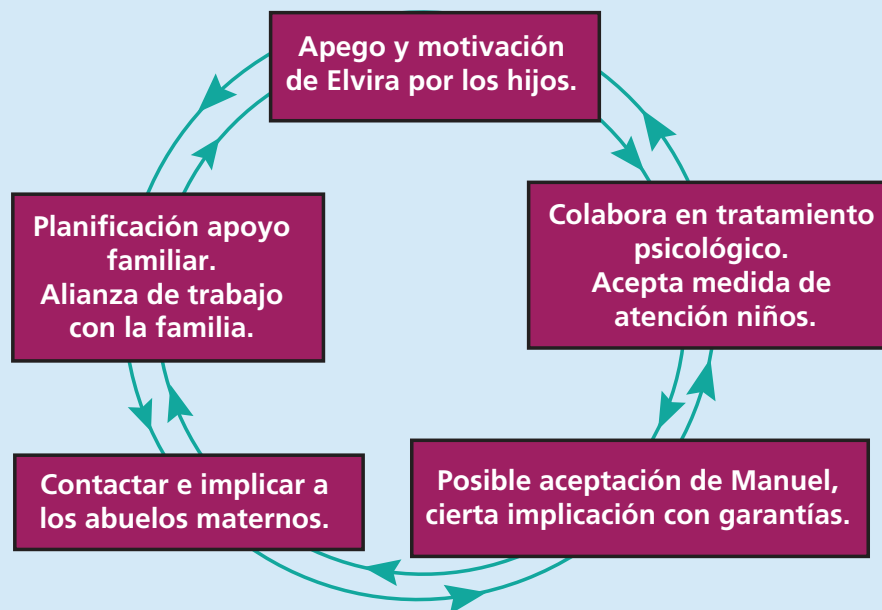 Apego y motivación
de Elvira por los hijos.
Planificación apoyo
familiar.
Alianza de trabajo
con la familia.
Colabora en tratamiento
psicológico.
Acepta medida de
atención niños.
Contactar e implicar a
los abuelos maternos.
Posible aceptación de Manuel,
cierta implicación con garantías.